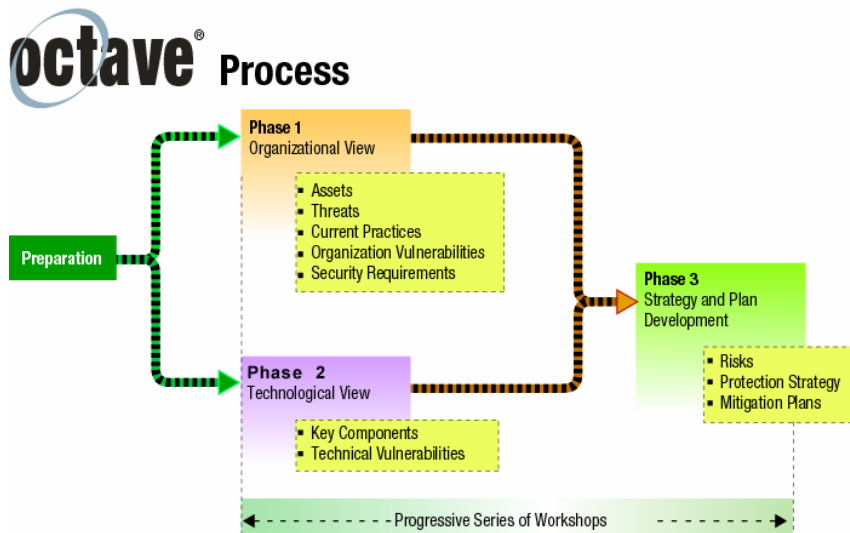 octave® Process
Phase 1
Organizational View
▪ Assets
▪ Threats
▪ Current Practices
▪ Organization Vulnerabilities
▪ Security Requirements
Preparation
Phase 3
Strategy and Plan
Development
▪ Risks
▪ Protection Strategy
▪ Mitigation Plans
Phase 2
Technological View
▪ Key Components
▪ Technical Vulnerabilities
Progressive Series of Workshops